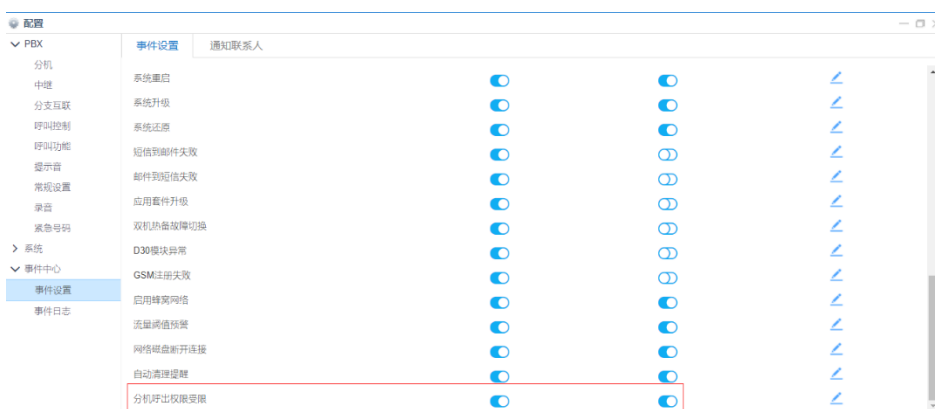 配置
PBX
分机
中继
分支互联
呼叫控制
呼叫功能
提示音
常规设置
录音
紧急号码
系统
事件中心
事件设置
事件日志
事件设置
通知联系人
系统重启
系统升级
系统还原
短信到邮件失败
邮件到短信失败
应用套件升级
双机热备故障切换
D30模块异常
GSM注册失败
启用蜂窝网络
流量阈值预警
网络磁盘断开连接
自动清理提醒
分机呼出权限受限